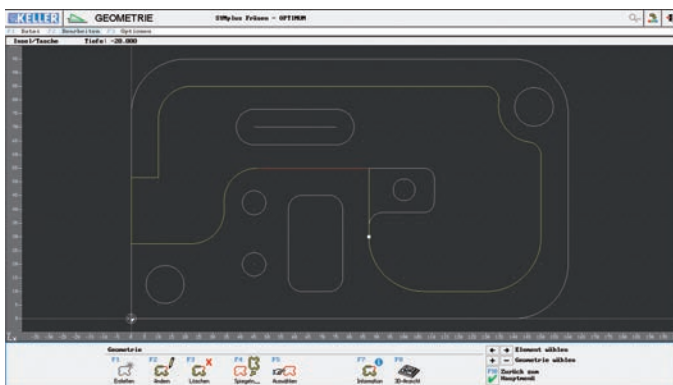 KELLER GEOMETRIE SYMplus Fräsen - OPTIMUM
F1 Datei F2 Bearbeiten F3 Optionen
Insel/Tasche Tiefe: -20.000
Geometrie
F1 F2 F3 F4 F5 F7 F8
Erstellen Ändern Löschen Spiegeln... Auswählen Information 3D-Ansicht
Element wählen
Geometrie wählen
F10 Zurück zum
Hauptmenü